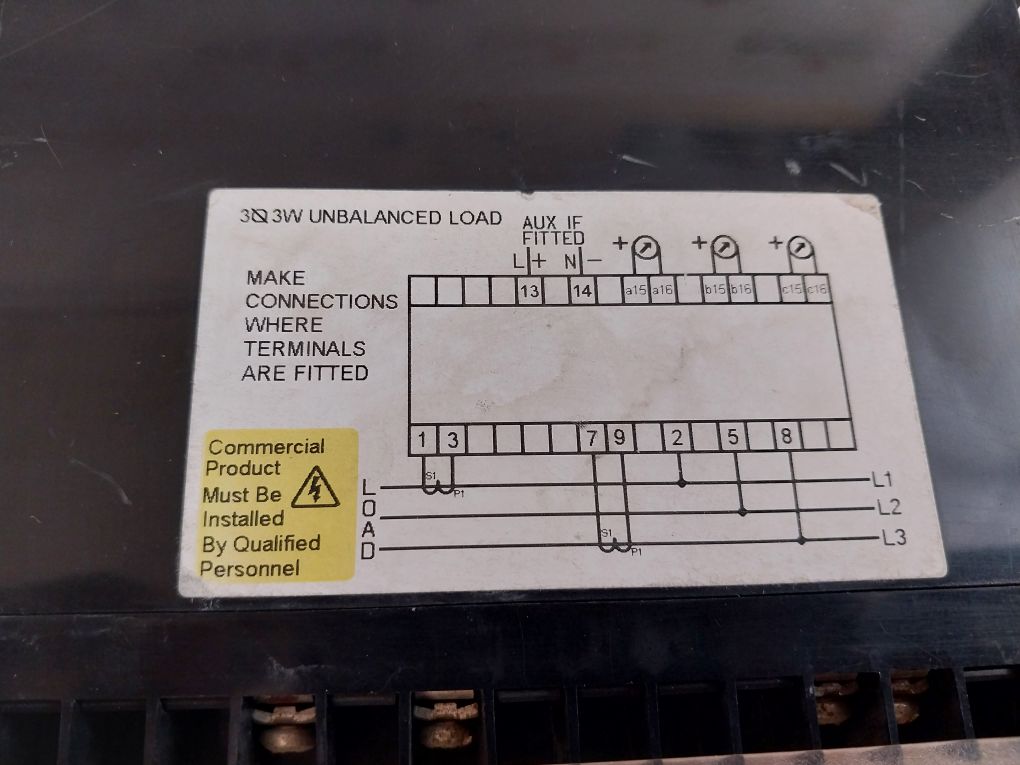 3Ø 3W UNBALANCED LOAD
AUX IF
FITTED
L + N −
+ + +
13 14 a15 a16 b15 b16 c15 c16
MAKE
CONNECTIONS
WHERE
TERMINALS
ARE FITTED
1 3 7 9 2 5 8
S1 P1
S1 P1
LOAD
L1
L2
L3
Commercial
Product
Must Be
Installed
By Qualified
Personnel